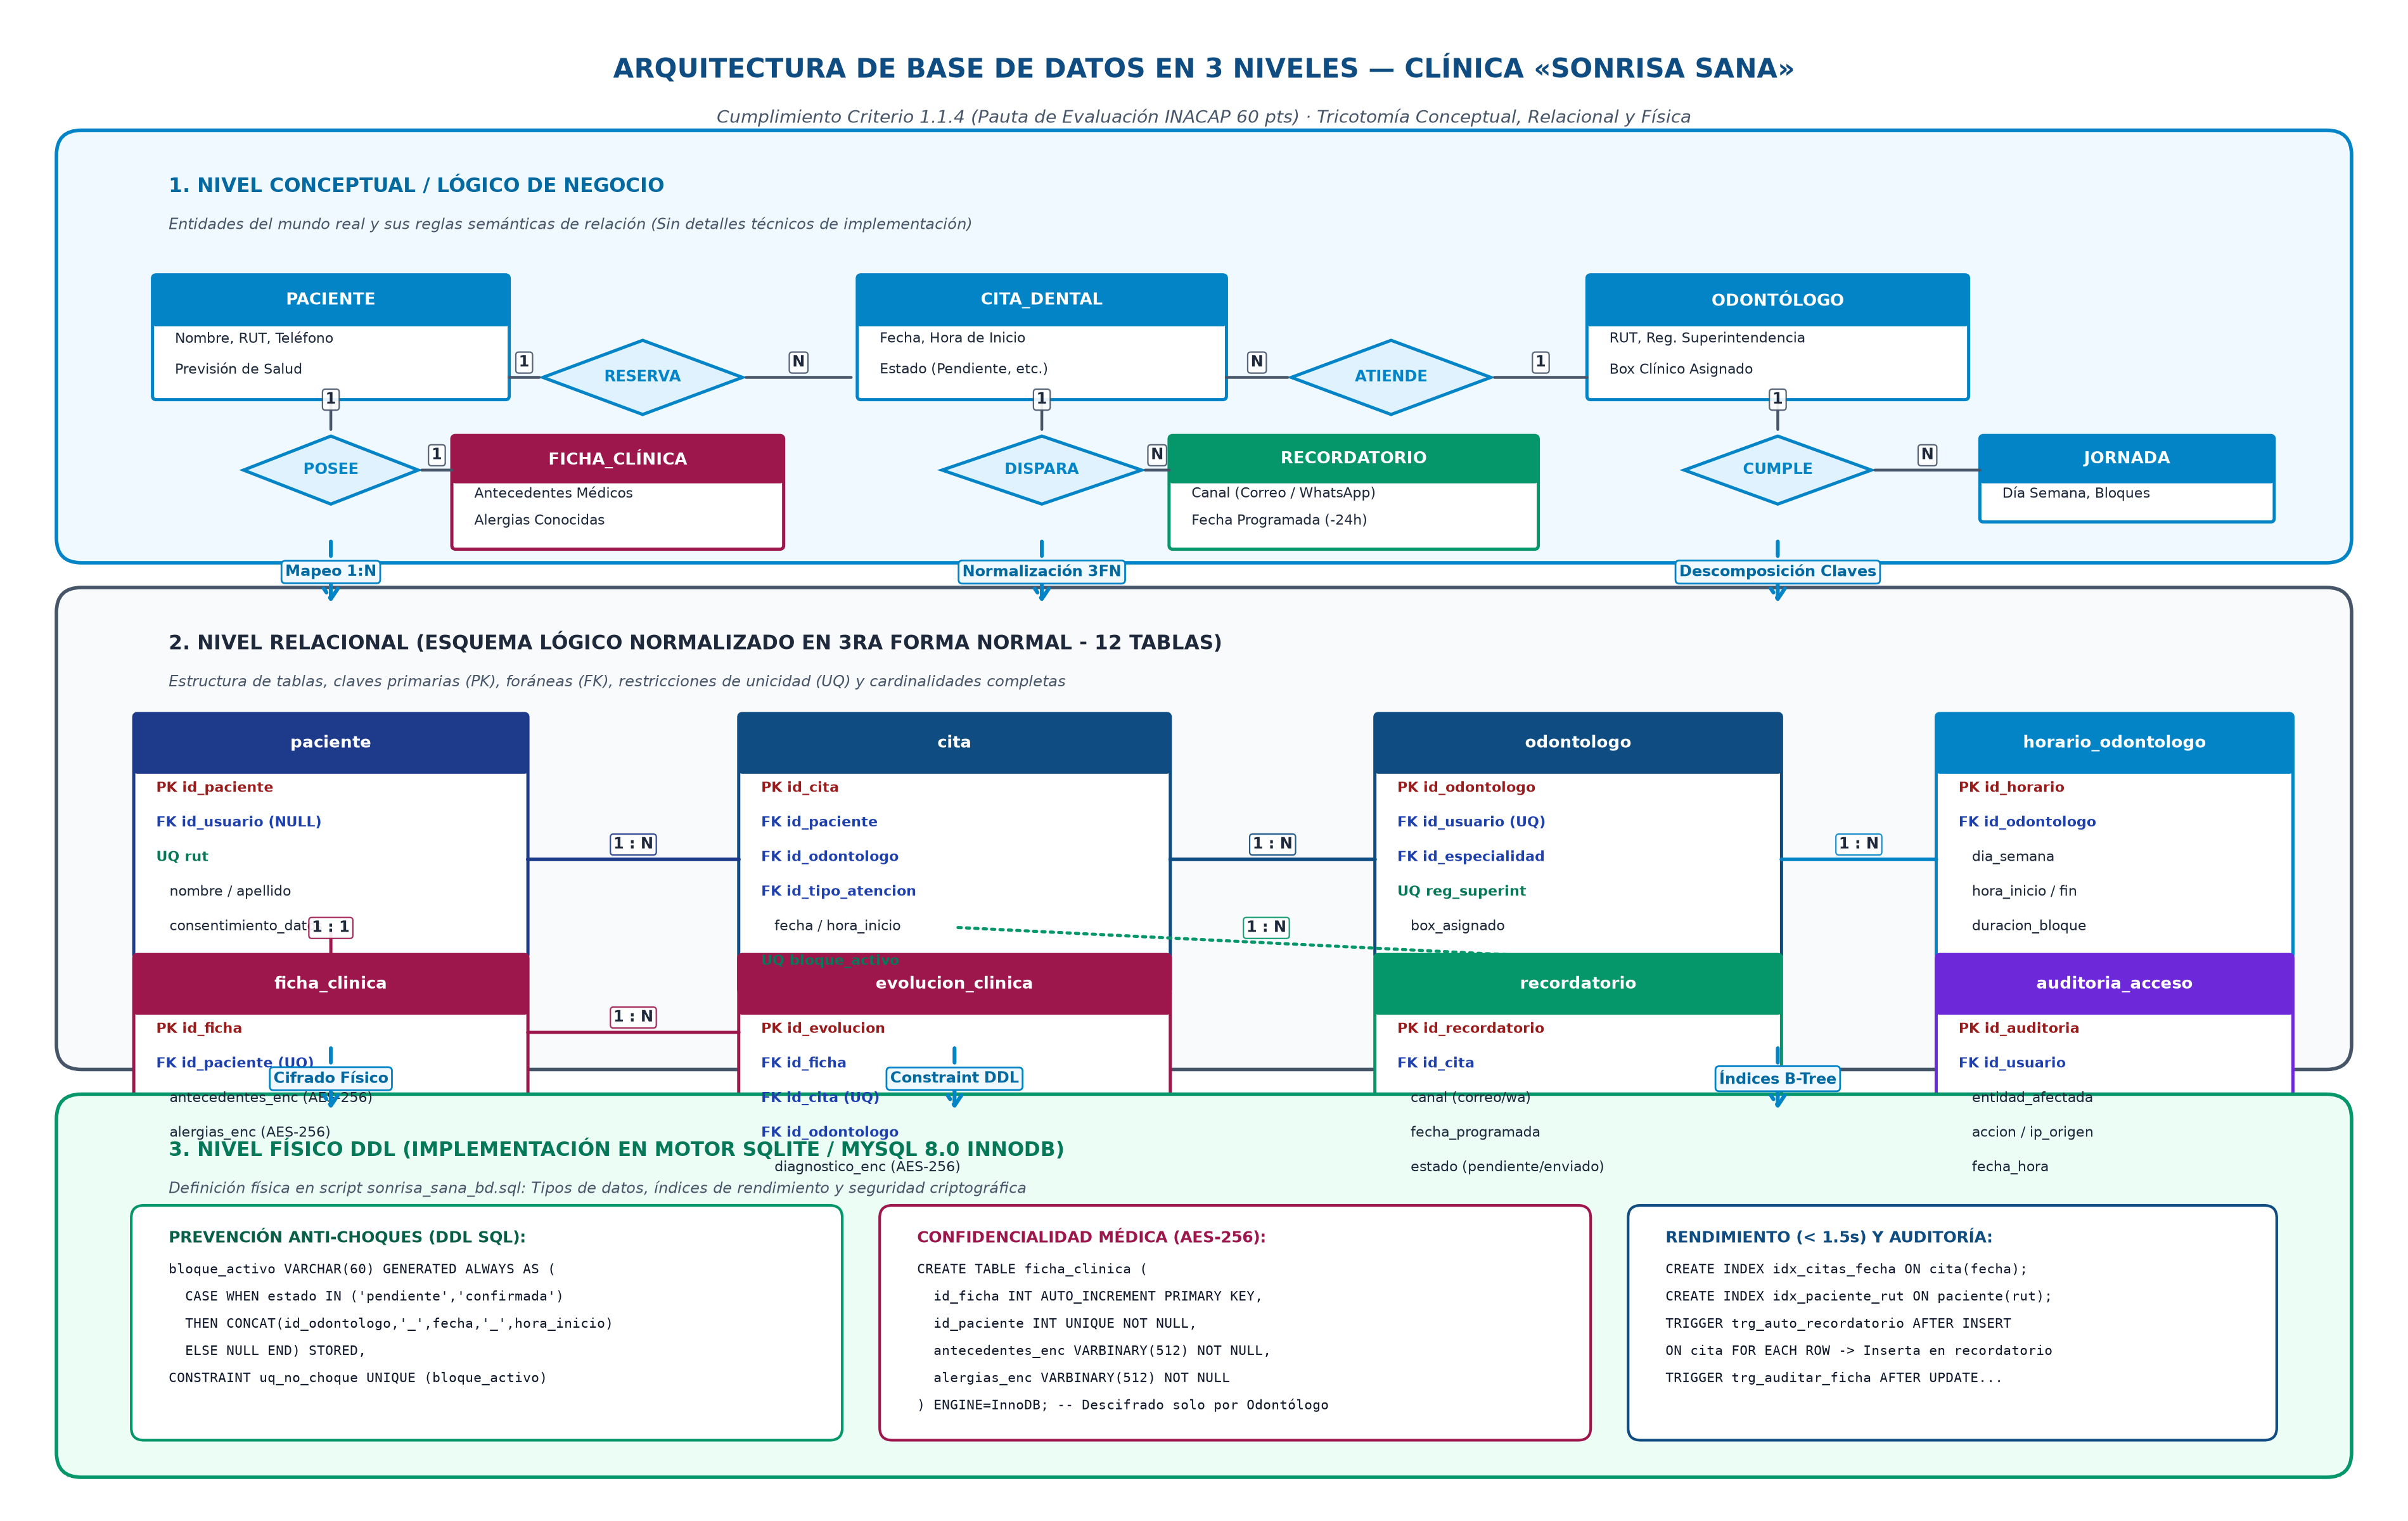 ARQUITECTURA DE BASE DE DATOS EN 3 NIVELES — CLÍNICA «SONRISA SANA»
Cumplimiento Criterio 1.1.4 (Pauta de Evaluación INACAP 60 pts) · Tricotomía Conceptual, Relacional y Física
1. NIVEL CONCEPTUAL / LÓGICO DE NEGOCIO
Entidades del mundo real y sus reglas semánticas de relación (Sin detalles técnicos de implementación)
PACIENTE
Nombre, RUT, Teléfono
Previsión de Salud
1
RESERVA
N
CITA_DENTAL
Fecha, Hora de Inicio
Estado (Pendiente, etc.)
N
ATIENDE
1
ODONTÓLOGO
RUT, Reg. Superintendencia
Box Clínico Asignado
1
POSEE
1
FICHA_CLÍNICA
Antecedentes Médicos
Alergias Conocidas
1
DISPARA
N
RECORDATORIO
Canal (Correo / WhatsApp)
Fecha Programada (-24h)
1
CUMPLE
N
JORNADA
Día Semana, Bloques
Mapeo 1:N
Normalización 3FN
Descomposición Claves
2. NIVEL RELACIONAL (ESQUEMA LÓGICO NORMALIZADO EN 3RA FORMA NORMAL - 12 TABLAS)
Estructura de tablas, claves primarias (PK), foráneas (FK), restricciones de unicidad (UQ) y cardinalidades completas
paciente
PK id_paciente
FK id_usuario (NULL)
UQ rut
nombre / apellido
consentimiento_dat
1 : N
cita
PK id_cita
FK id_paciente
FK id_odontologo
FK id_tipo_atencion
fecha / hora_inicio
UQ bloque_activo
1 : N
odontologo
PK id_odontologo
FK id_usuario (UQ)
FK id_especialidad
UQ reg_superint
box_asignado
1 : N
horario_odontologo
PK id_horario
FK id_odontologo
dia_semana
hora_inicio / fin
duracion_bloque
1 : 1
1 : N
ficha_clinica
PK id_ficha
FK id_paciente (UQ)
antecedentes_enc (AES-256)
alergias_enc (AES-256)
1 : N
evolucion_clinica
PK id_evolucion
FK id_ficha
FK id_cita (UQ)
FK id_odontologo
diagnostico_enc (AES-256)
recordatorio
PK id_recordatorio
FK id_cita
canal (correo/wa)
fecha_programada
estado (pendiente/enviado)
auditoria_acceso
PK id_auditoria
FK id_usuario
entidad_afectada
accion / ip_origen
fecha_hora
Cifrado Físico
Constraint DDL
Índices B-Tree
3. NIVEL FÍSICO DDL (IMPLEMENTACIÓN EN MOTOR SQLITE / MYSQL 8.0 INNODB)
Definición física en script sonrisa_sana_bd.sql: Tipos de datos, índices de rendimiento y seguridad criptográfica
PREVENCIÓN ANTI-CHOQUES (DDL SQL):
bloque_activo VARCHAR(60) GENERATED ALWAYS AS (
CASE WHEN estado IN ('pendiente','confirmada')
THEN CONCAT(id_odontologo,'_',fecha,'_',hora_inicio)
ELSE NULL END) STORED,
CONSTRAINT uq_no_choque UNIQUE (bloque_activo)
CONFIDENCIALIDAD MÉDICA (AES-256):
CREATE TABLE ficha_clinica (
id_ficha INT AUTO_INCREMENT PRIMARY KEY,
id_paciente INT UNIQUE NOT NULL,
antecedentes_enc VARBINARY(512) NOT NULL,
alergias_enc VARBINARY(512) NOT NULL
) ENGINE=InnoDB; -- Descifrado solo por Odontólogo
RENDIMIENTO (< 1.5s) Y AUDITORÍA:
CREATE INDEX idx_citas_fecha ON cita(fecha);
CREATE INDEX idx_paciente_rut ON paciente(rut);
TRIGGER trg_auto_recordatorio AFTER INSERT
ON cita FOR EACH ROW -> Inserta en recordatorio
TRIGGER trg_auditar_ficha AFTER UPDATE...